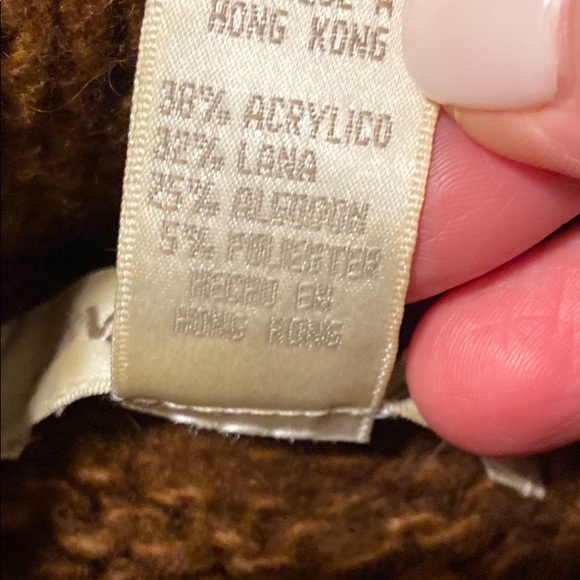 HONG KONG
38% ACRYLICO
32% LANA
25% ALGODON
5% POLIESTER
HECHO EN
HONG KONG